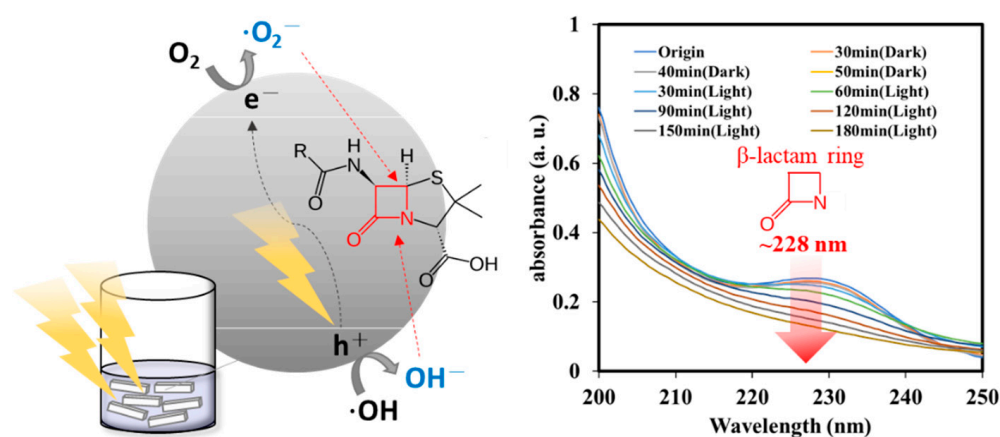 O₂
·O₂⁻
e⁻
R
H
N
H
S
O
O
N
O
OH
h⁺
OH⁻
·OH
absorbance (a. u.)
1
0.8
0.6
0.4
0.2
0
Origin
30min(Dark)
40min(Dark)
50min(Dark)
30min(Light)
60min(Light)
90min(Light)
120min(Light)
150min(Light)
180min(Light)
β-lactam ring
O
N
~228 nm
200
210
220
230
240
250
Wavelength (nm)